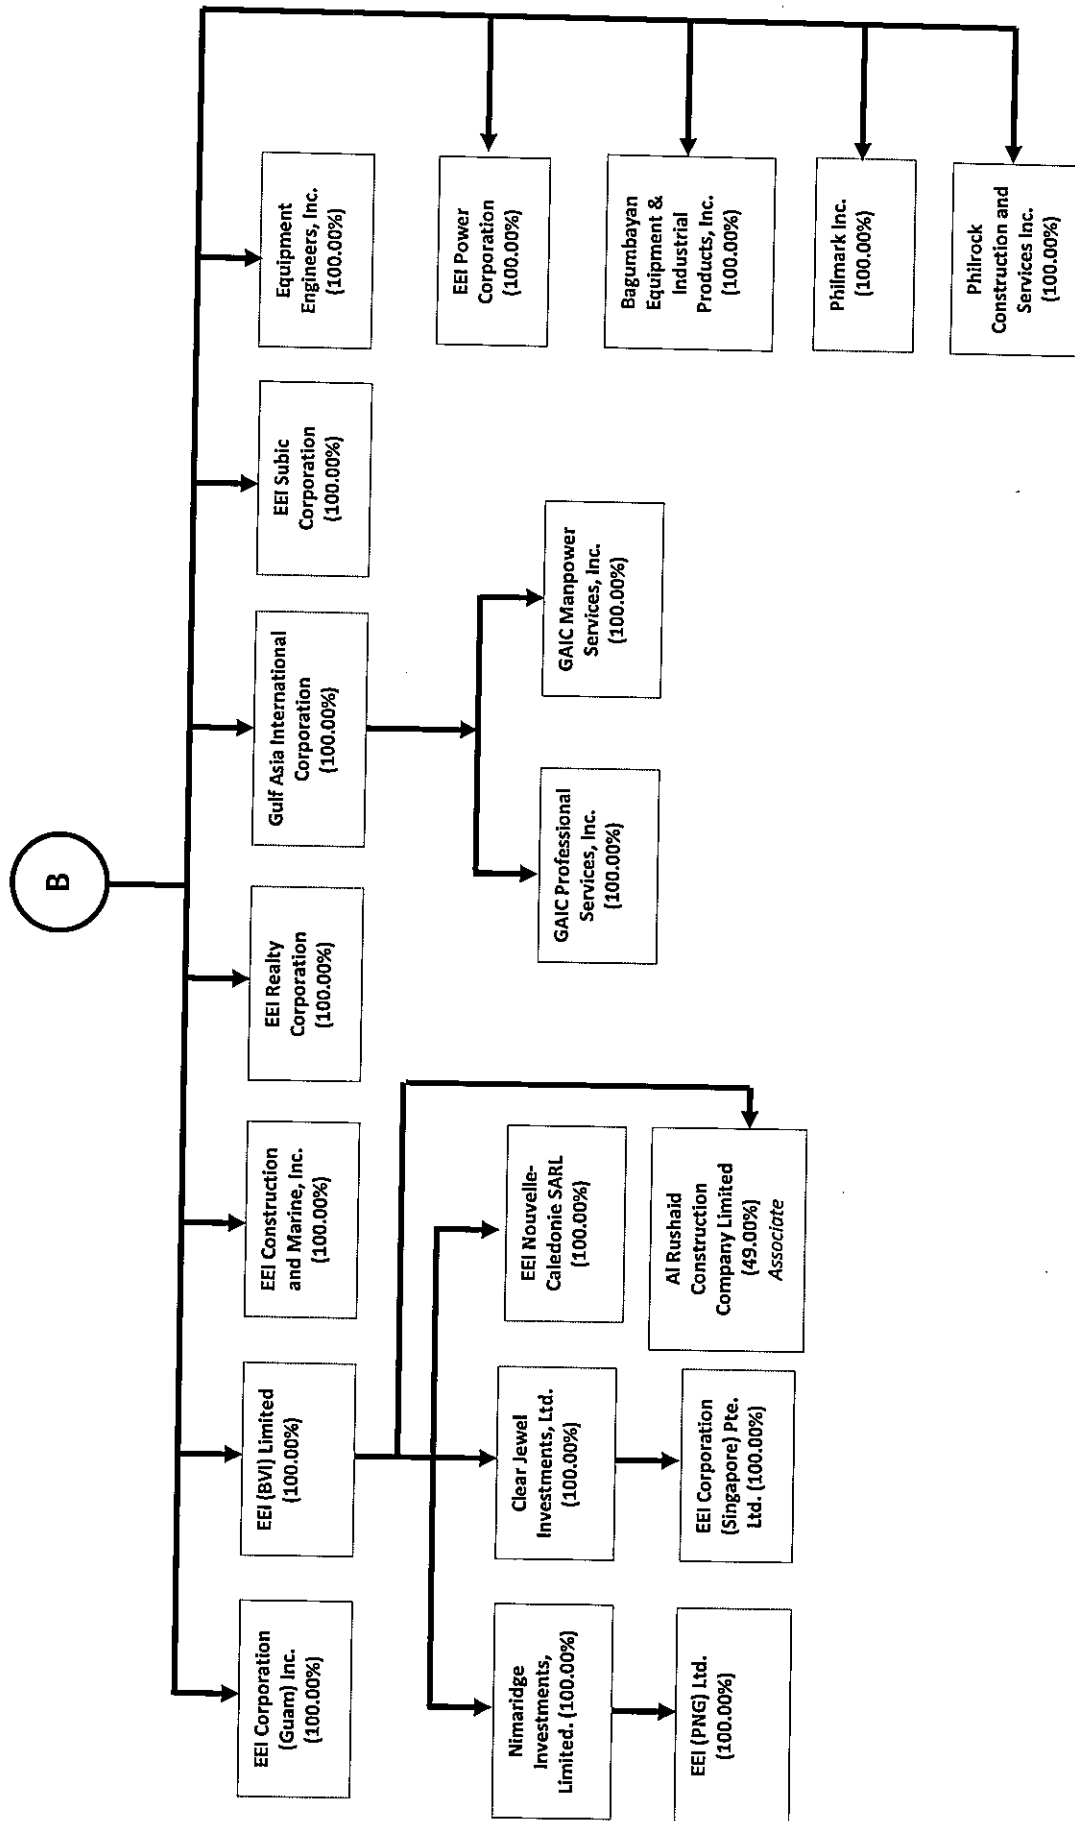 B
EEI Corporation
(Guam) Inc.
(100.00%)
EEI (BVI) Limited
(100.00%)
EEI Construction
and Marine, Inc.
(100.00%)
EEI Realty
Corporation
(100.00%)
Gulf Asia International
Corporation
(100.00%)
EEI Subic
Corporation
(100.00%)
Equipment
Engineers, Inc.
(100.00%)
EEI Power
Corporation
(100.00%)
Bagumbayan
Equipment &
Industrial
Products, Inc.
(100.00%)
Philmark Inc.
(100.00%)
Philrock
Construction and
Services Inc.
(100.00%)
Nimaridge
Investments,
Limited. (100.00%)
Clear Jewel
Investments, Ltd.
(100.00%)
EEI Nouvelle-
Caledonie SARL
(100.00%)
GAIC Professional
Services, Inc.
(100.00%)
GAIC Manpower
Services, Inc.
(100.00%)
EEI (PNG) Ltd.
(100.00%)
EEI Corporation
(Singapore) Pte.
Ltd. (100.00%)
Al Rushaid
Construction
Company Limited
(49.00%)
Associate